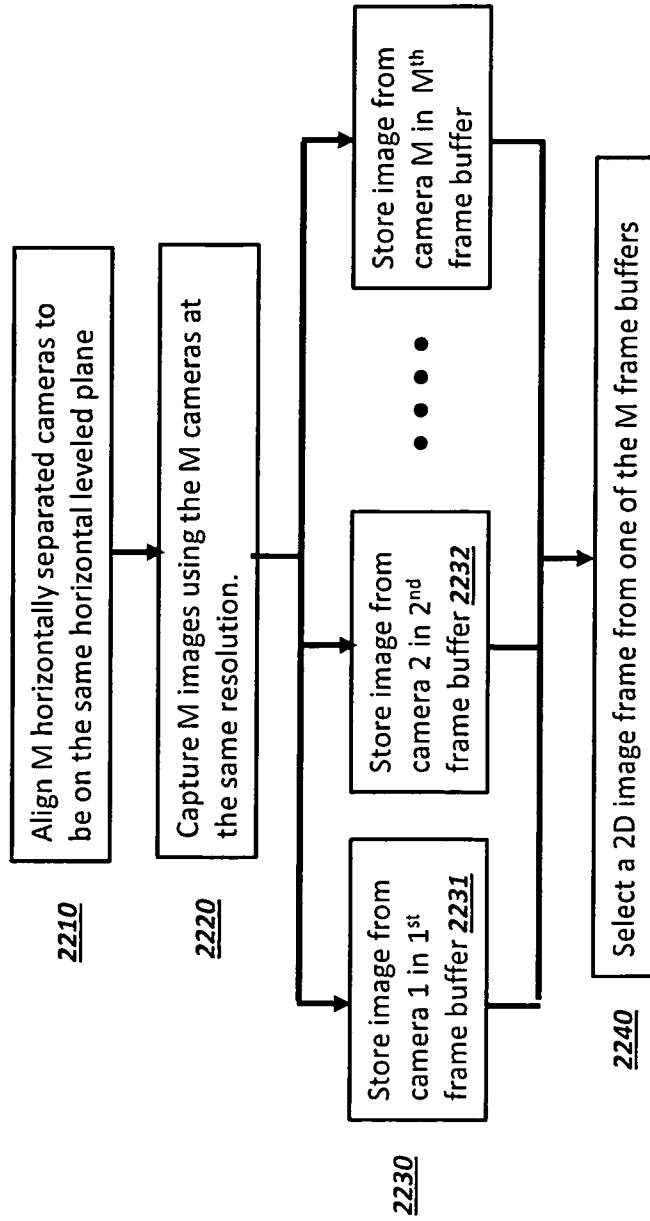 2210
Align M horizontally separated cameras to
be on the same horizontal leveled plane
2220
Capture M images using the M cameras at
the same resolution.
2230
Store image from
camera 1 in 1st
frame buffer 2231
Store image from
camera 2 in 2nd
frame buffer 2232
Store image from
camera M in Mth
frame buffer
2240
Select a 2D image frame from one of the M frame buffers